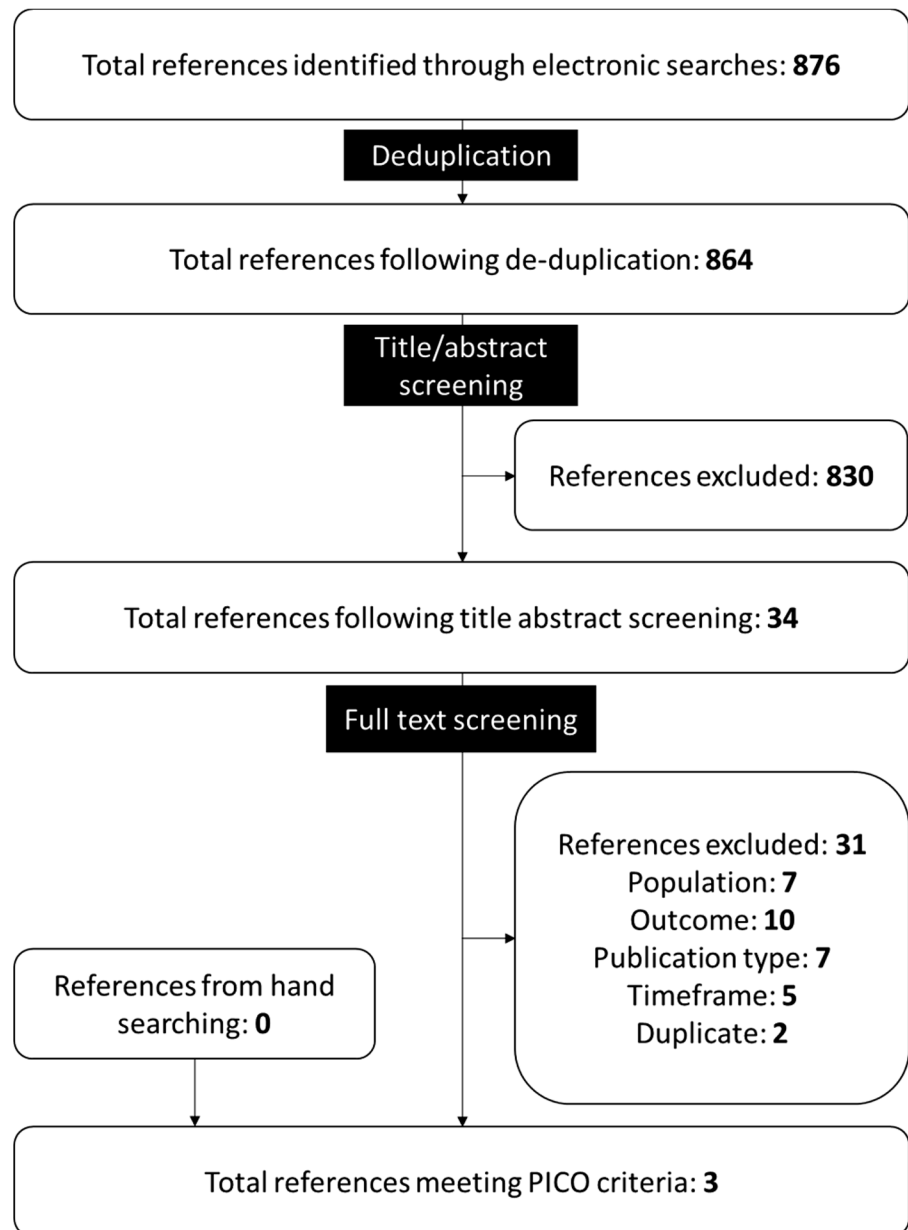 Total references identified through electronic searches: 876
Deduplication
Total references following de-duplication: 864
Title/abstract
screening
References excluded: 830
Total references following title abstract screening: 34
Full text screening
References excluded: 31
Population: 7
Outcome: 10
Publication type: 7
Timeframe: 5
Duplicate: 2
References from hand
searching: 0
Total references meeting PICO criteria: 3